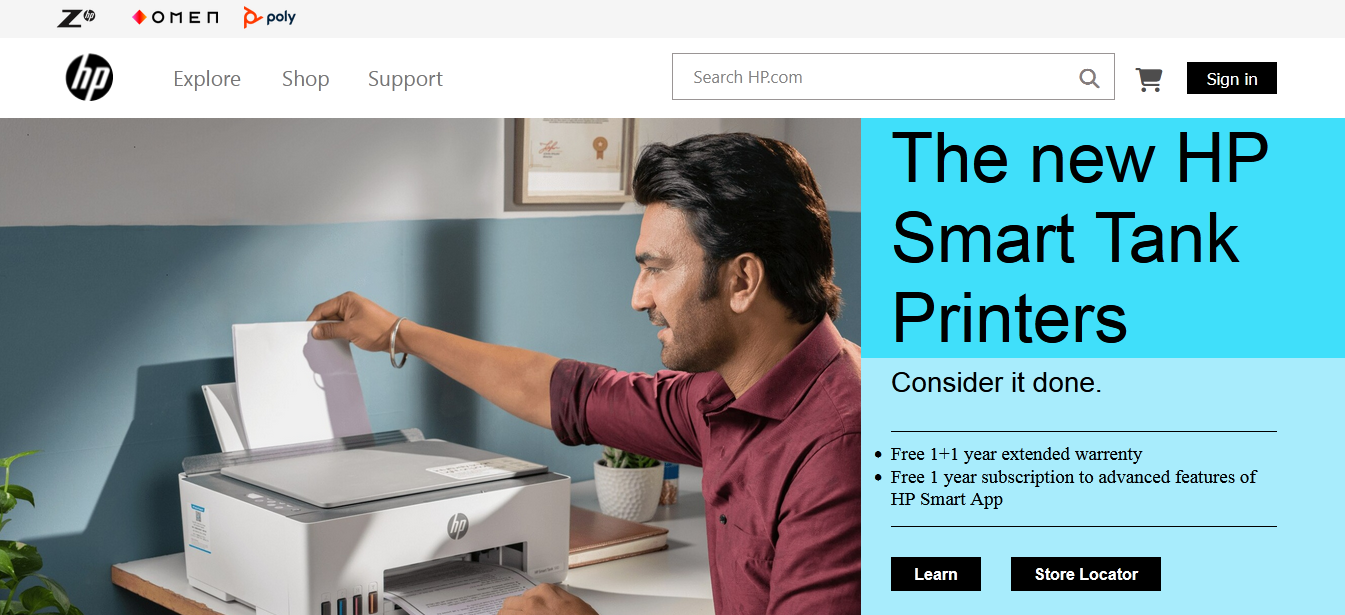 Z hp
OMEN
poly
hp
Explore
Shop
Support
Search HP.com
Sign in
The new HP
Smart Tank
Printers
Consider it done.
Free 1+1 year extended warrenty
Free 1 year subscription to advanced features of
HP Smart App
Learn
Store Locator
hp